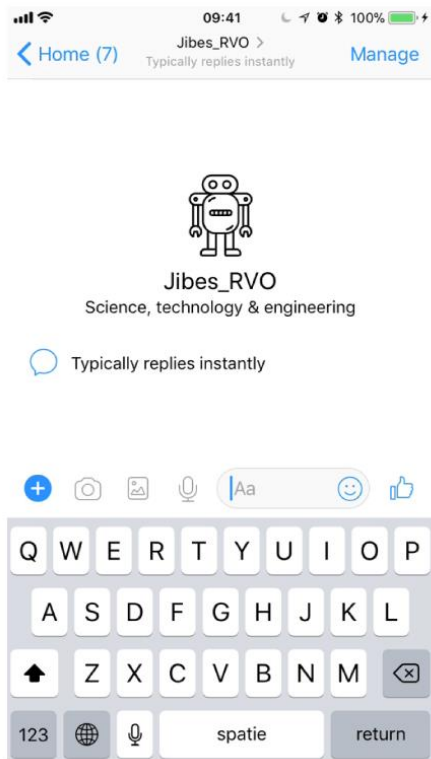 09:41 100%
Home (7) Jibes_RVO > Manage
Typically replies instantly
Jibes_RVO
Science, technology & engineering
Typically replies instantly
Aa
Q W E R T Y U I O P
A S D F G H J K L
Z X C V B N M
123 spatie return